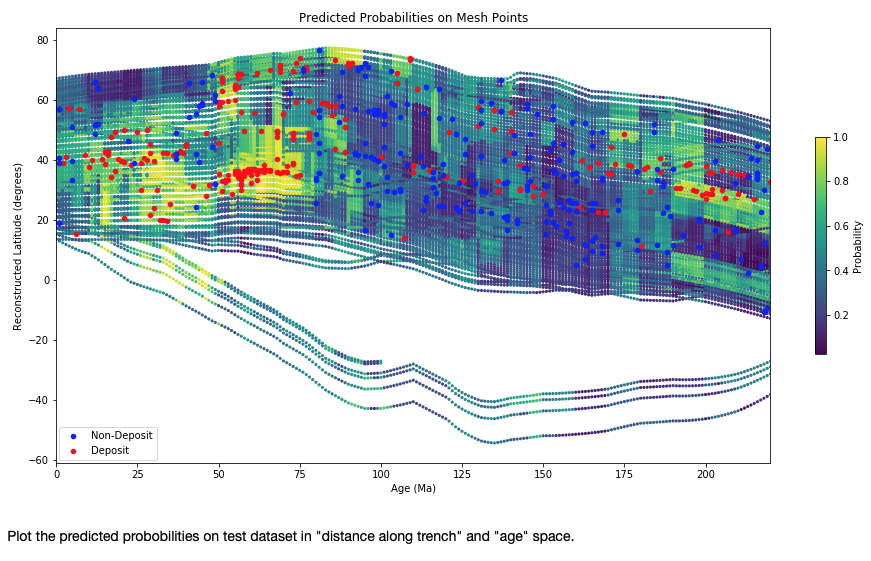 Predicted Probabilities on Mesh Points
80
60
40
20
0
−20
−40
−60
Reconstructed Latitude (degrees)
0 25 50 75 100 125 150 175 200
Age (Ma)
Non-Deposit
Deposit
1.0
0.8
0.6
0.4
0.2
Probability
Plot the predicted probobilities on test dataset in "distance along trench" and "age" space.